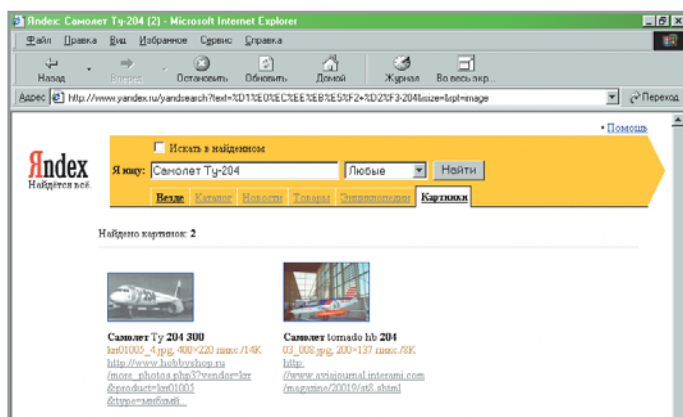 Яndex: Самолет Ту-204 (2) - Microsoft Internet Explorer
Файл Правка Вид Избранное Сервис Справка
Назад Вперед Остановить Обновить Домой Журнал Во весь экр...
Адрес http://www.yandex.ru/yandsearch?text=%D1%E0%EC%EE%EB%E5%F2+%D2%F3-204&isize=&rpt=image Переход
Помощь
Искать в найденном
Яndex
Найдётся всё.
Я ищу: Самолет Ту-204 Любые Найти
Везде Каталог Новости Товары Энциклопедии Картинки
Найдено картинок: 2
Самолет Ту 204 300
krr01005_4.jpg, 400×220 пикс./14K
http://www.hobbyshop.ru
/more_photos.php3?vendor=krr
&product=krr01005
&type=
Самолет tornado hb 204
03_008.jpg, 200×137 пикс./8K
http:
//www.aviajournal.interami.com
/magazine/20019/st8.shtml